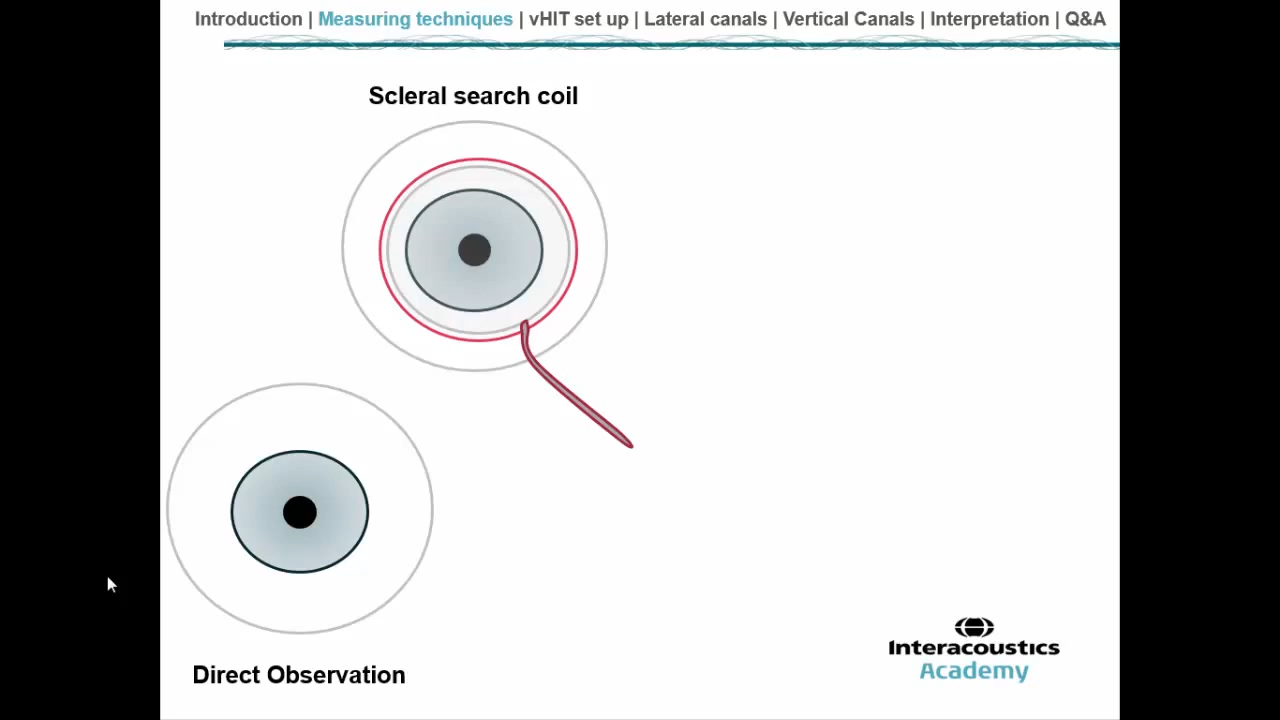 Introduction | Measuring techniques | vHIT set up | Lateral canals | Vertical Canals | Interpretation | Q&A
Scleral search coil
Direct Observation
Interacoustics
Academy